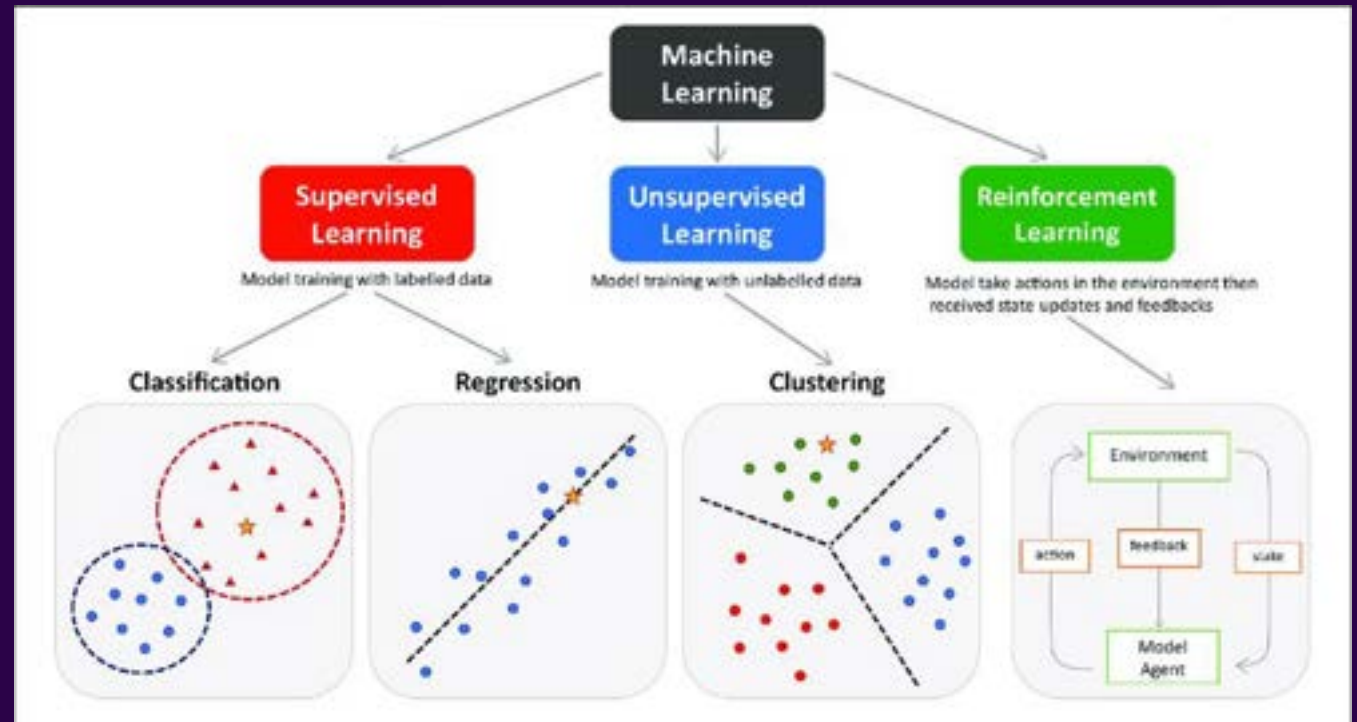 Machine
Learning
Supervised
Learning
Unsupervised
Learning
Reinforcement
Learning
Model training with labelled data
Model training with unlabelled data
Model take actions in the environment then
received state updates and feedbacks
Classification
Regression
Clustering
Environment
action
feedback
state
Model
Agent